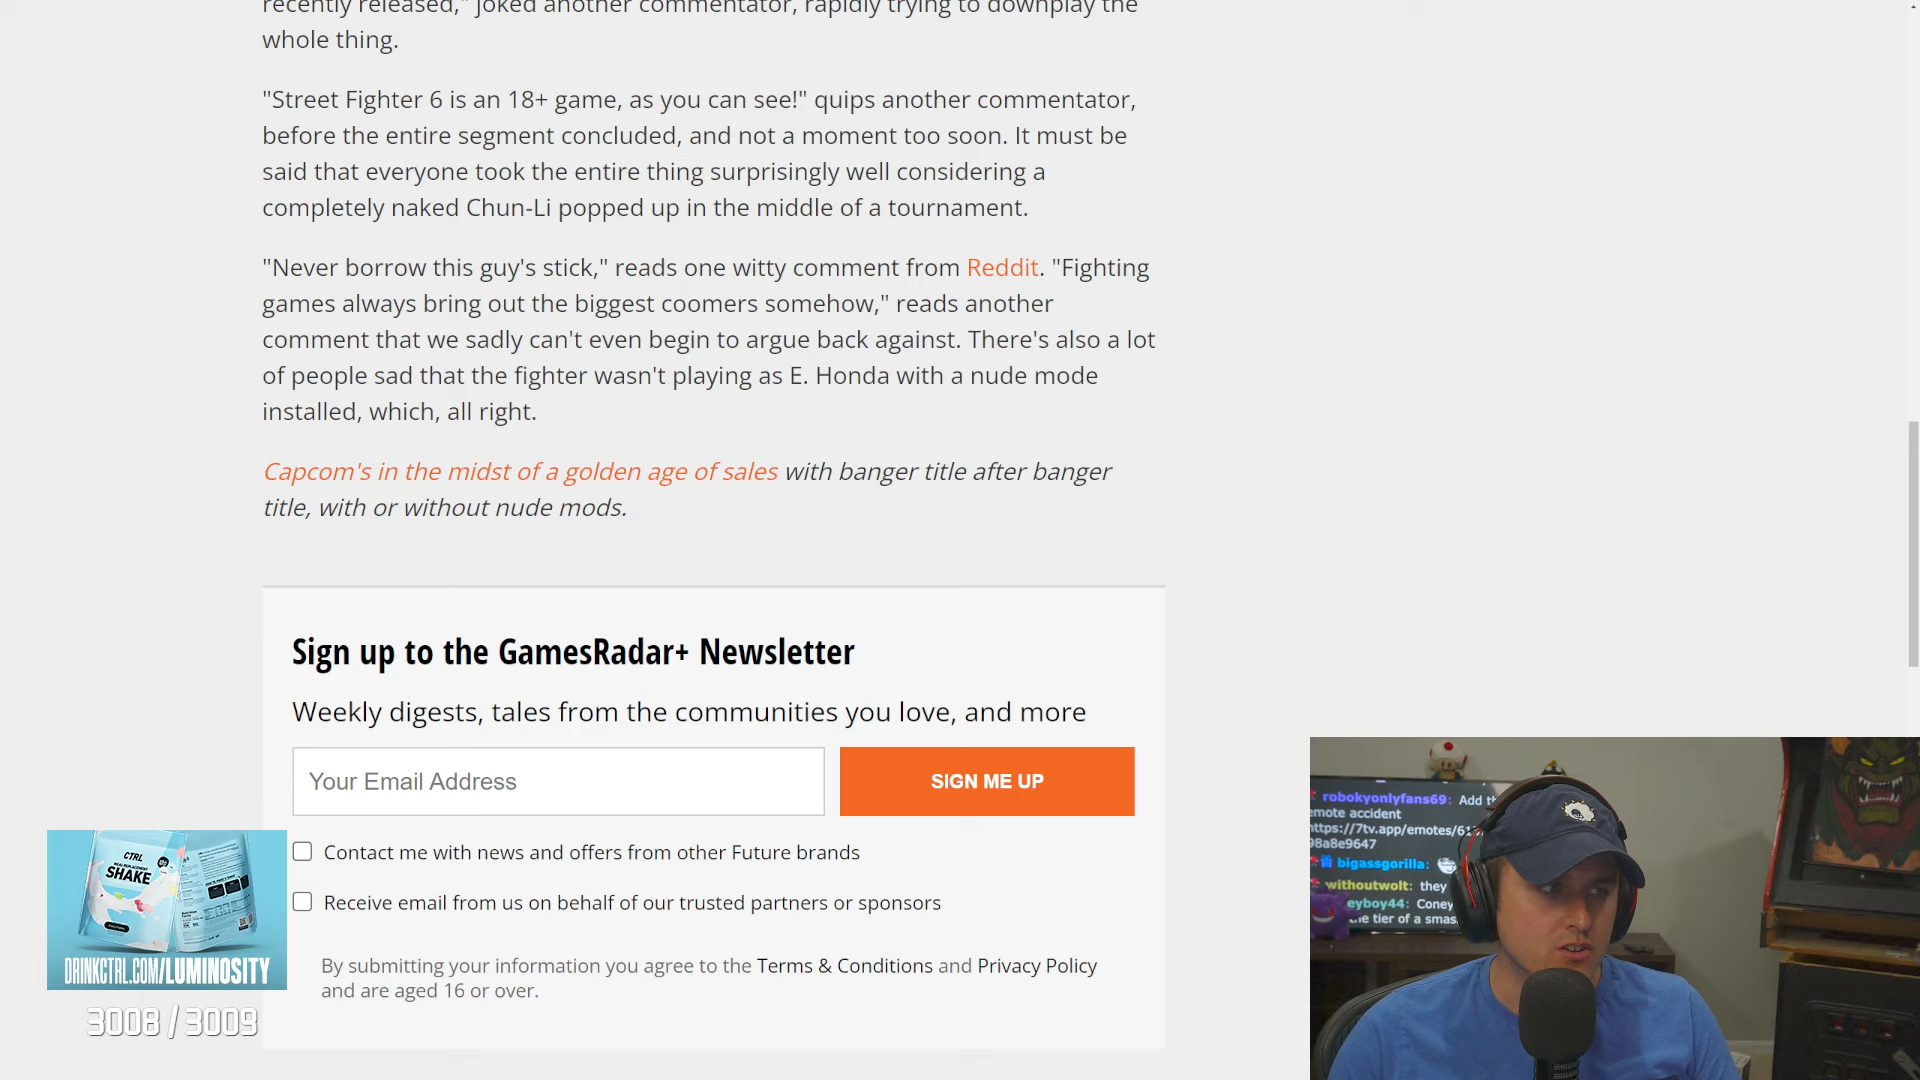 recently released," joked another commentator, rapidly trying to downplay the
whole thing.
"Street Fighter 6 is an 18+ game, as you can see!" quips another commentator,
before the entire segment concluded, and not a moment too soon. It must be
said that everyone took the entire thing surprisingly well considering a
completely naked Chun-Li popped up in the middle of a tournament.
"Never borrow this guy's stick," reads one witty comment from Reddit. "Fighting
games always bring out the biggest coomers somehow," reads another
comment that we sadly can't even begin to argue back against. There's also a lot
of people sad that the fighter wasn't playing as E. Honda with a nude mode
installed, which, all right.
Capcom's in the midst of a golden age of sales with banger title after banger
title, with or without nude mods.
Sign up to the GamesRadar+ Newsletter
Weekly digests, tales from the communities you love, and more
Your Email Address
SIGN ME UP
Contact me with news and offers from other Future brands
Receive email from us on behalf of our trusted partners or sponsors
By submitting your information you agree to the Terms & Conditions and Privacy Policy
and are aged 16 or over.
CTRL
MEAL REPLACEMENT
SHAKE
DRINKCTRL.COM/LUMINOSITY
3008 / 3009
robokyonlyfans69: Add
emote accident
98a8e9647
bigassgorilla:
withoutwolt: they
eyboy44: Coney
tier of a smas